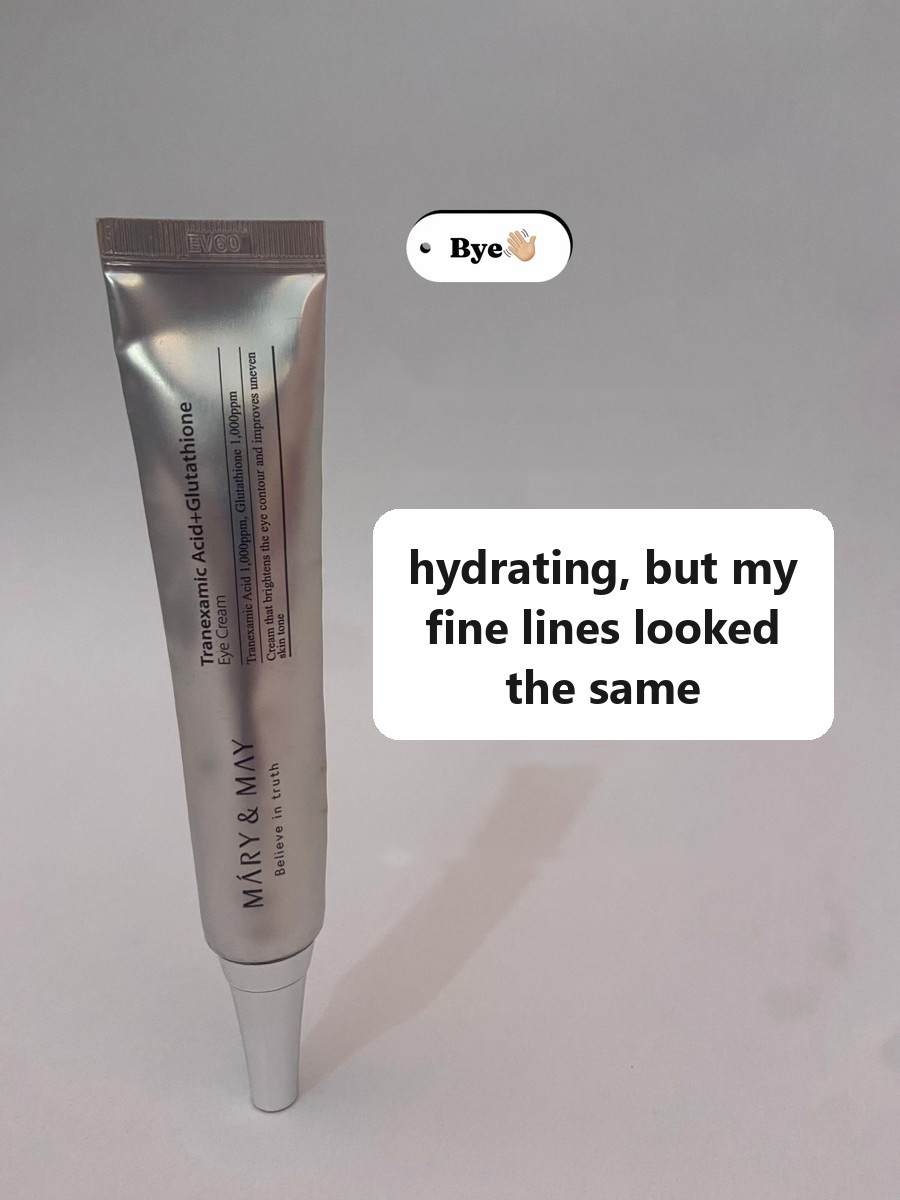 EV60
Bye👋🏼
Tranexamic Acid+Glutathione
Eye Cream
Tranexamic Acid 1,000ppm, Glutathione 1,000ppm
Cream that brightens the eye contour and improves uneven
skin tone
MÁRY & MAY
Believe in truth
hydrating, but my
fine lines looked
the same